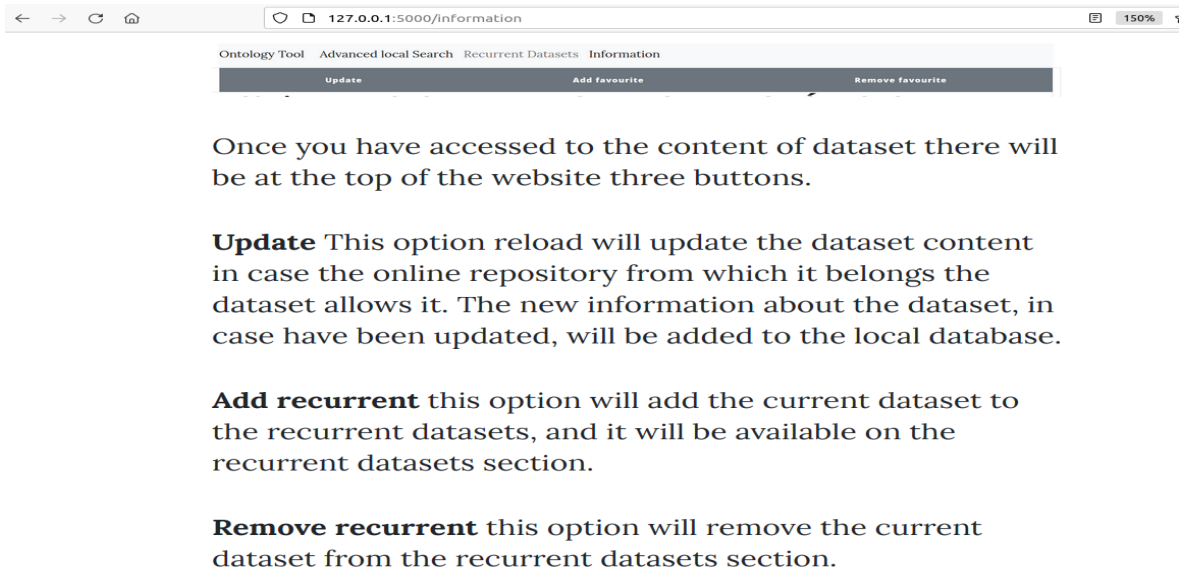 127.0.0.1:5000/information 150%
Ontology Tool Advanced local Search Recurrent Datasets Information
Update Add favourite Remove favourite
Once you have accessed to the content of dataset there will
be at the top of the website three buttons.
Update This option reload will update the dataset content
in case the online repository from which it belongs the
dataset allows it. The new information about the dataset, in
case have been updated, will be added to the local database.
Add recurrent this option will add the current dataset to
the recurrent datasets, and it will be available on the
recurrent datasets section.
Remove recurrent this option will remove the current
dataset from the recurrent datasets section.